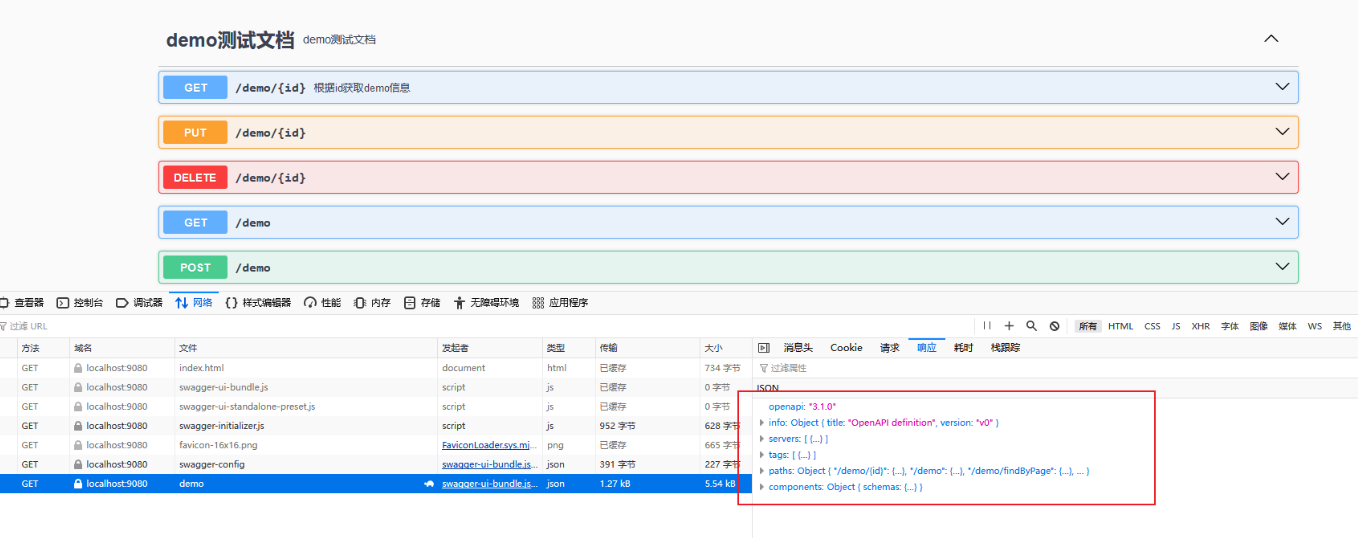 demo测试文档 demo测试文档
GET /demo/{id} 根据id获取demo信息
PUT /demo/{id}
DELETE /demo/{id}
GET /demo
POST /demo
查看器 控制台 调试器 网络 样式编辑器 性能 内存 存储 无障碍环境 应用程序
过滤 URL 所有 HTML CSS JS XHR 字体 图像 媒体 WS 其他
方法 域名 文件 发起者 类型 传输 大小 消息头 Cookie 请求 响应 耗时 栈跟踪
GET localhost:9080 index.html document html 已缓存 734 字节 过滤属性
GET localhost:9080 swagger-ui-bundle.js script js 已缓存 0 字节 JSON
GET localhost:9080 swagger-ui-standalone-preset.js script js 已缓存 0 字节
GET localhost:9080 swagger-initializer.js script js 952 字节 628 字节
GET localhost:9080 favicon-16x16.png FaviconLoader.sys.mj... png 已缓存 665 字节
GET localhost:9080 swagger-config swagger-ui-bundle.js... json 391 字节 227 字节
GET localhost:9080 demo swagger-ui-bundle.js... json 1.27 kB 5.54 kB
openapi: "3.1.0"
info: Object { title: "OpenAPI definition", version: "v0" }
servers: [ {…} ]
tags: [ {…} ]
paths: Object { "/demo/{id}": {…}, "/demo": {…}, "/demo/findByPage": {…}, … }
components: Object { schemas: {…} }